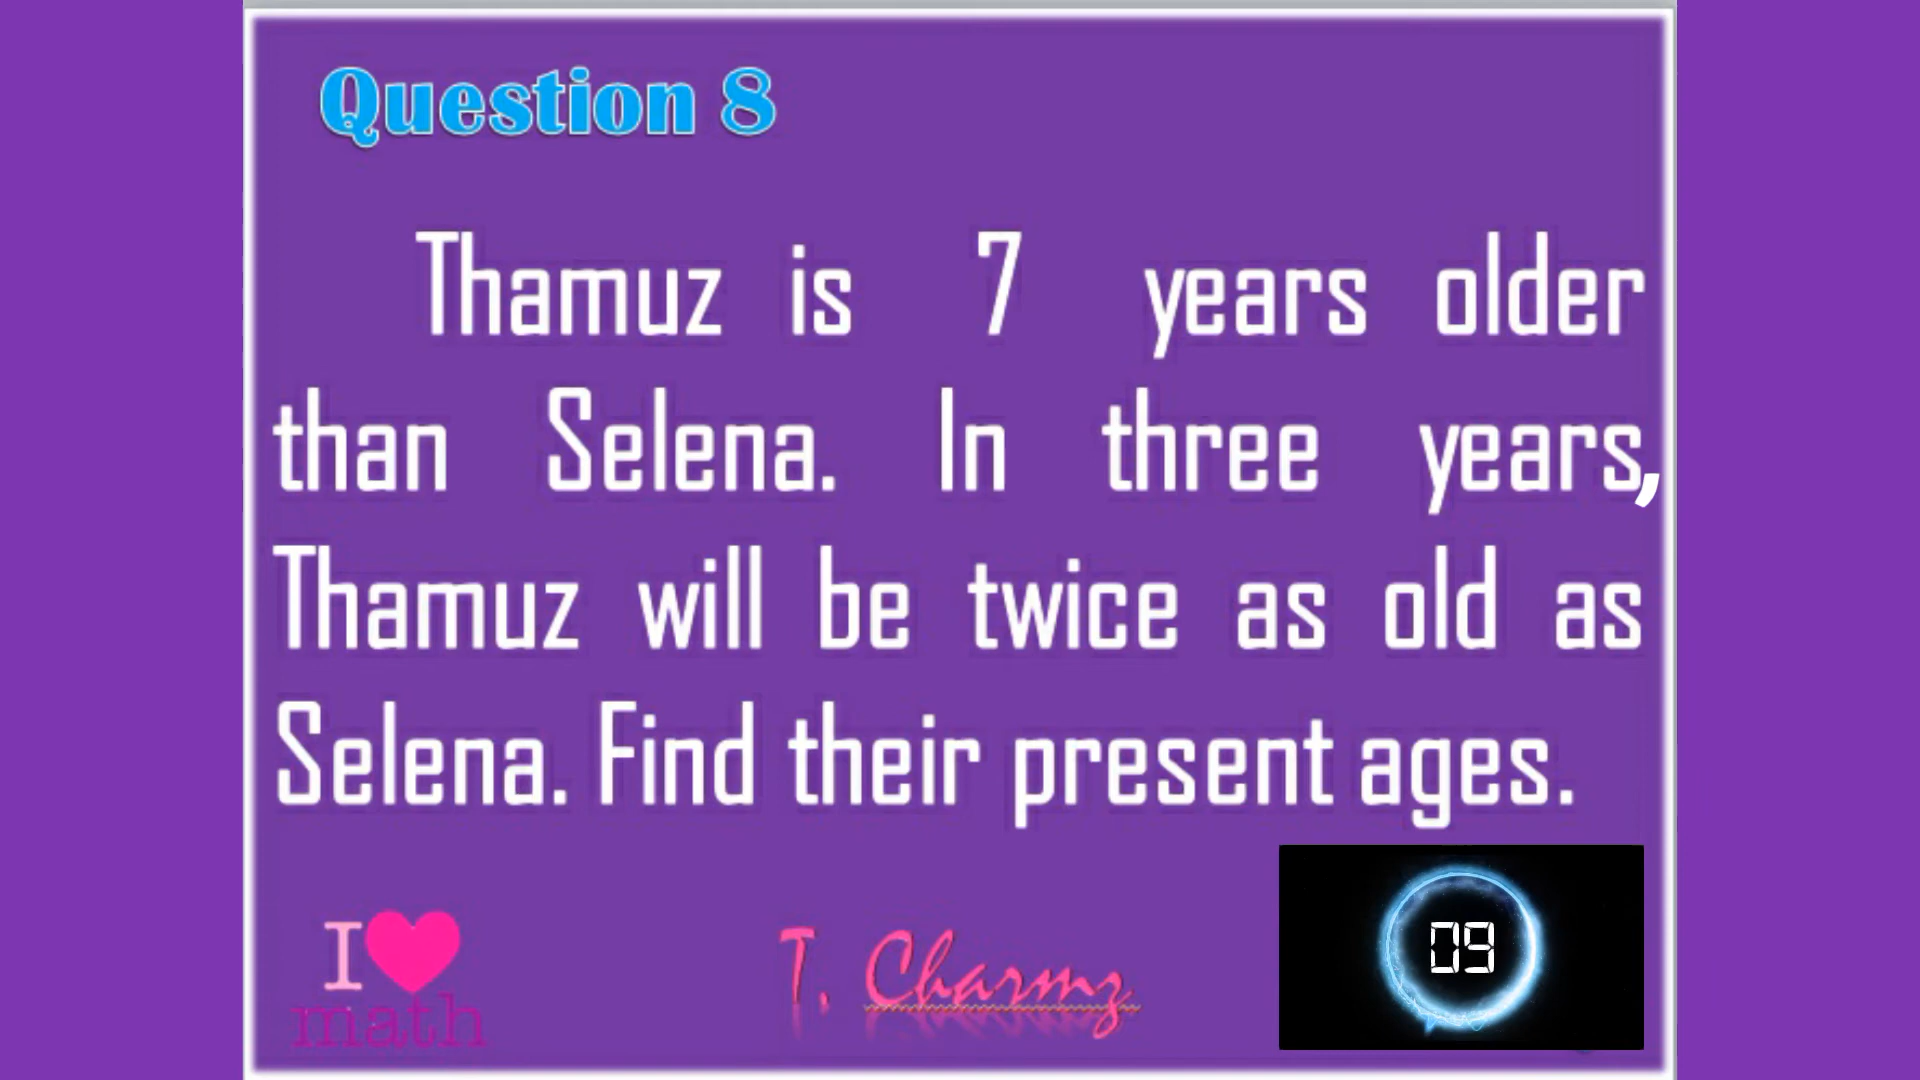 Question 8
Thamuz is 7 years older
than Selena. In three years,
Thamuz will be twice as old as
Selena. Find their present ages.
I
math
T. Charmz
09